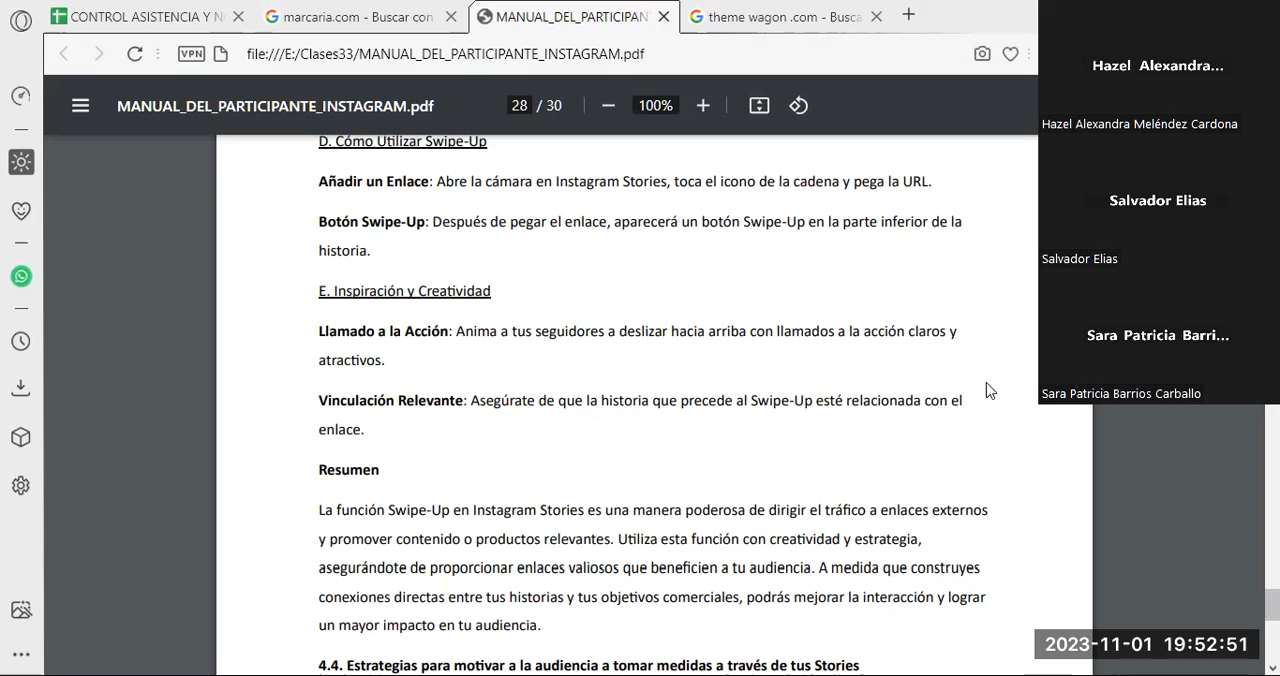 CONTROL ASISTENCIA Y N
marcaria.com - Buscar con
MANUAL_DEL_PARTICIPAN
theme wagon .com - Busca
VPN
file:///E:/Clases33/MANUAL_DEL_PARTICIPANTE_INSTAGRAM.pdf
MANUAL_DEL_PARTICIPANTE_INSTAGRAM.pdf
28 / 30
100%
D. Cómo Utilizar Swipe-Up
Añadir un Enlace: Abre la cámara en Instagram Stories, toca el icono de la cadena y pega la URL.
Botón Swipe-Up: Después de pegar el enlace, aparecerá un botón Swipe-Up en la parte inferior de la
historia.
E. Inspiración y Creatividad
Llamado a la Acción: Anima a tus seguidores a deslizar hacia arriba con llamados a la acción claros y
atractivos.
Vinculación Relevante: Asegúrate de que la historia que precede al Swipe-Up esté relacionada con el
enlace.
Resumen
La función Swipe-Up en Instagram Stories es una manera poderosa de dirigir el tráfico a enlaces externos
y promover contenido o productos relevantes. Utiliza esta función con creatividad y estrategia,
asegurándote de proporcionar enlaces valiosos que beneficien a tu audiencia. A medida que construyes
conexiones directas entre tus historias y tus objetivos comerciales, podrás mejorar la interacción y lograr
un mayor impacto en tu audiencia.
4.4. Estrategias para motivar a la audiencia a tomar medidas a través de tus Stories
Hazel Alexandra...
Hazel Alexandra Meléndez Cardona
Salvador Elias
Salvador Elias
Sara Patricia Barri...
Sara Patricia Barrios Carballo
2023-11-01 19:52:51